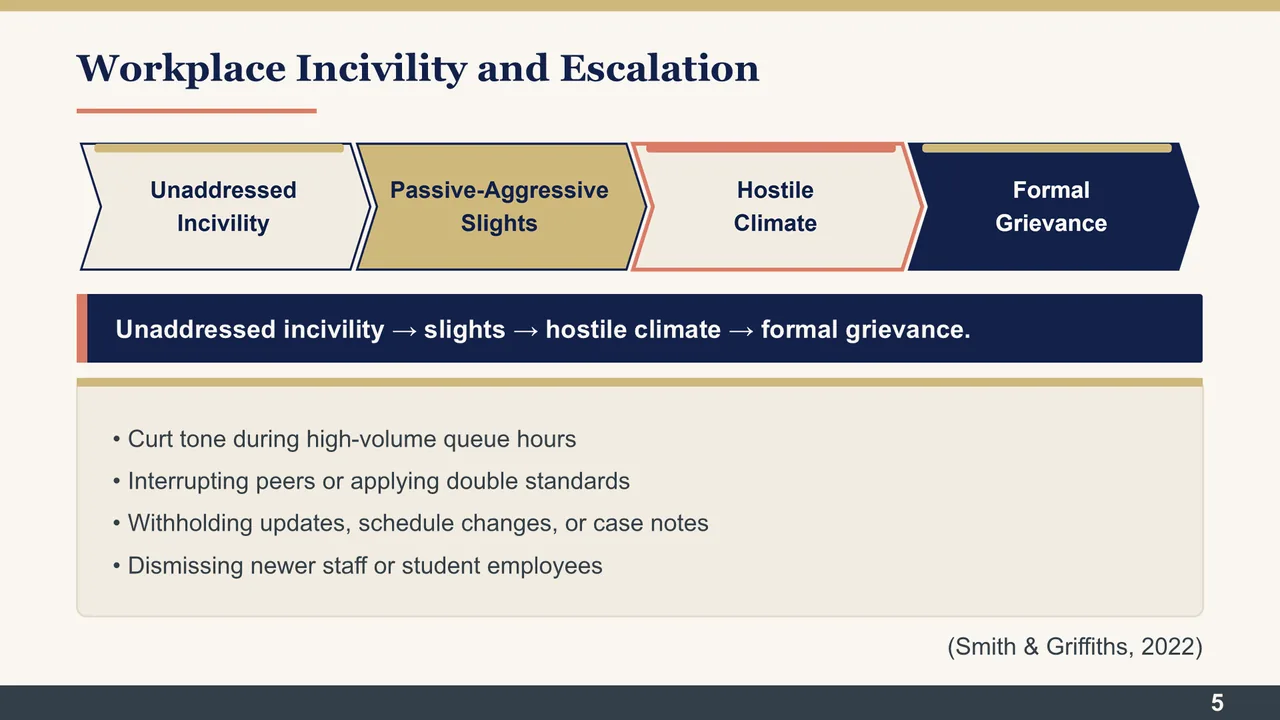 Workplace Incivility and Escalation
Unaddressed
Incivility
Passive-Aggressive
Slights
Hostile
Climate
Formal
Grievance
Unaddressed incivility → slights → hostile climate → formal grievance.
• Curt tone during high-volume queue hours
• Interrupting peers or applying double standards
• Withholding updates, schedule changes, or case notes
• Dismissing newer staff or student employees
(Smith & Griffiths, 2022)
5